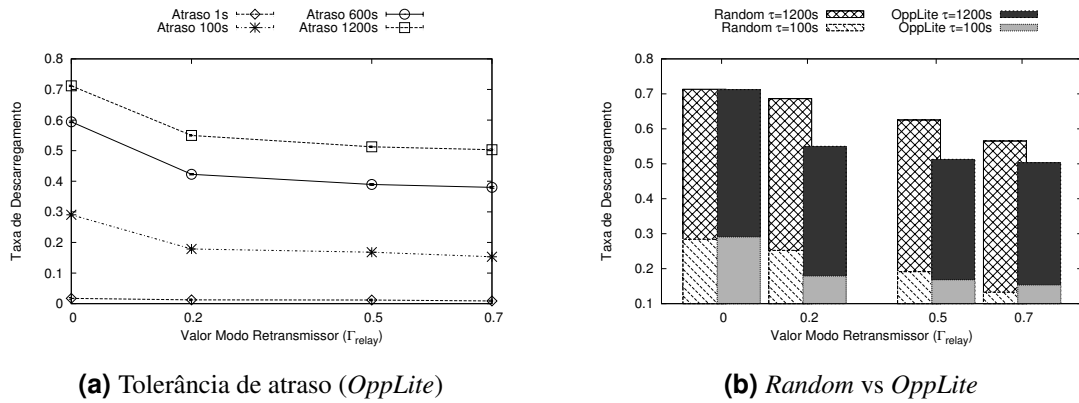 Atraso 1s
Atraso 100s
Atraso 600s
Atraso 1200s
Taxa de Descarregamento
0.8
0.7
0.6
0.5
0.4
0.3
0.2
0.1
0
0 0.2 0.5 0.7
Valor Modo Retransmissor (Γrelay)
(a) Tolerância de atraso (OppLite)
Random τ=1200s
Random τ=100s
OppLite τ=1200s
OppLite τ=100s
Taxa de Descarregamento
0.8
0.7
0.6
0.5
0.4
0.3
0.2
0.1
0 0.2 0.5 0.7
Valor Modo Retransmissor (Γrelay)
(b) Random vs OppLite